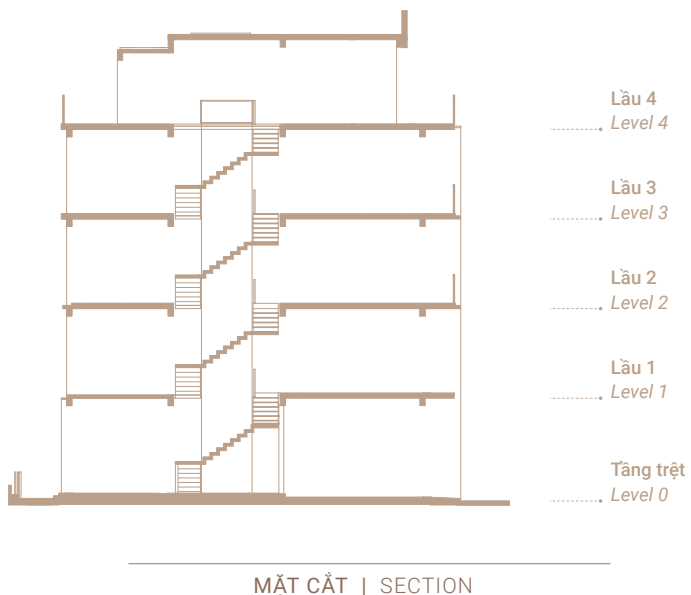 Lầu 4
Level 4
Lầu 3
Level 3
Lầu 2
Level 2
Lầu 1
Level 1
Tầng trệt
Level 0
MẶT CẮT | SECTION